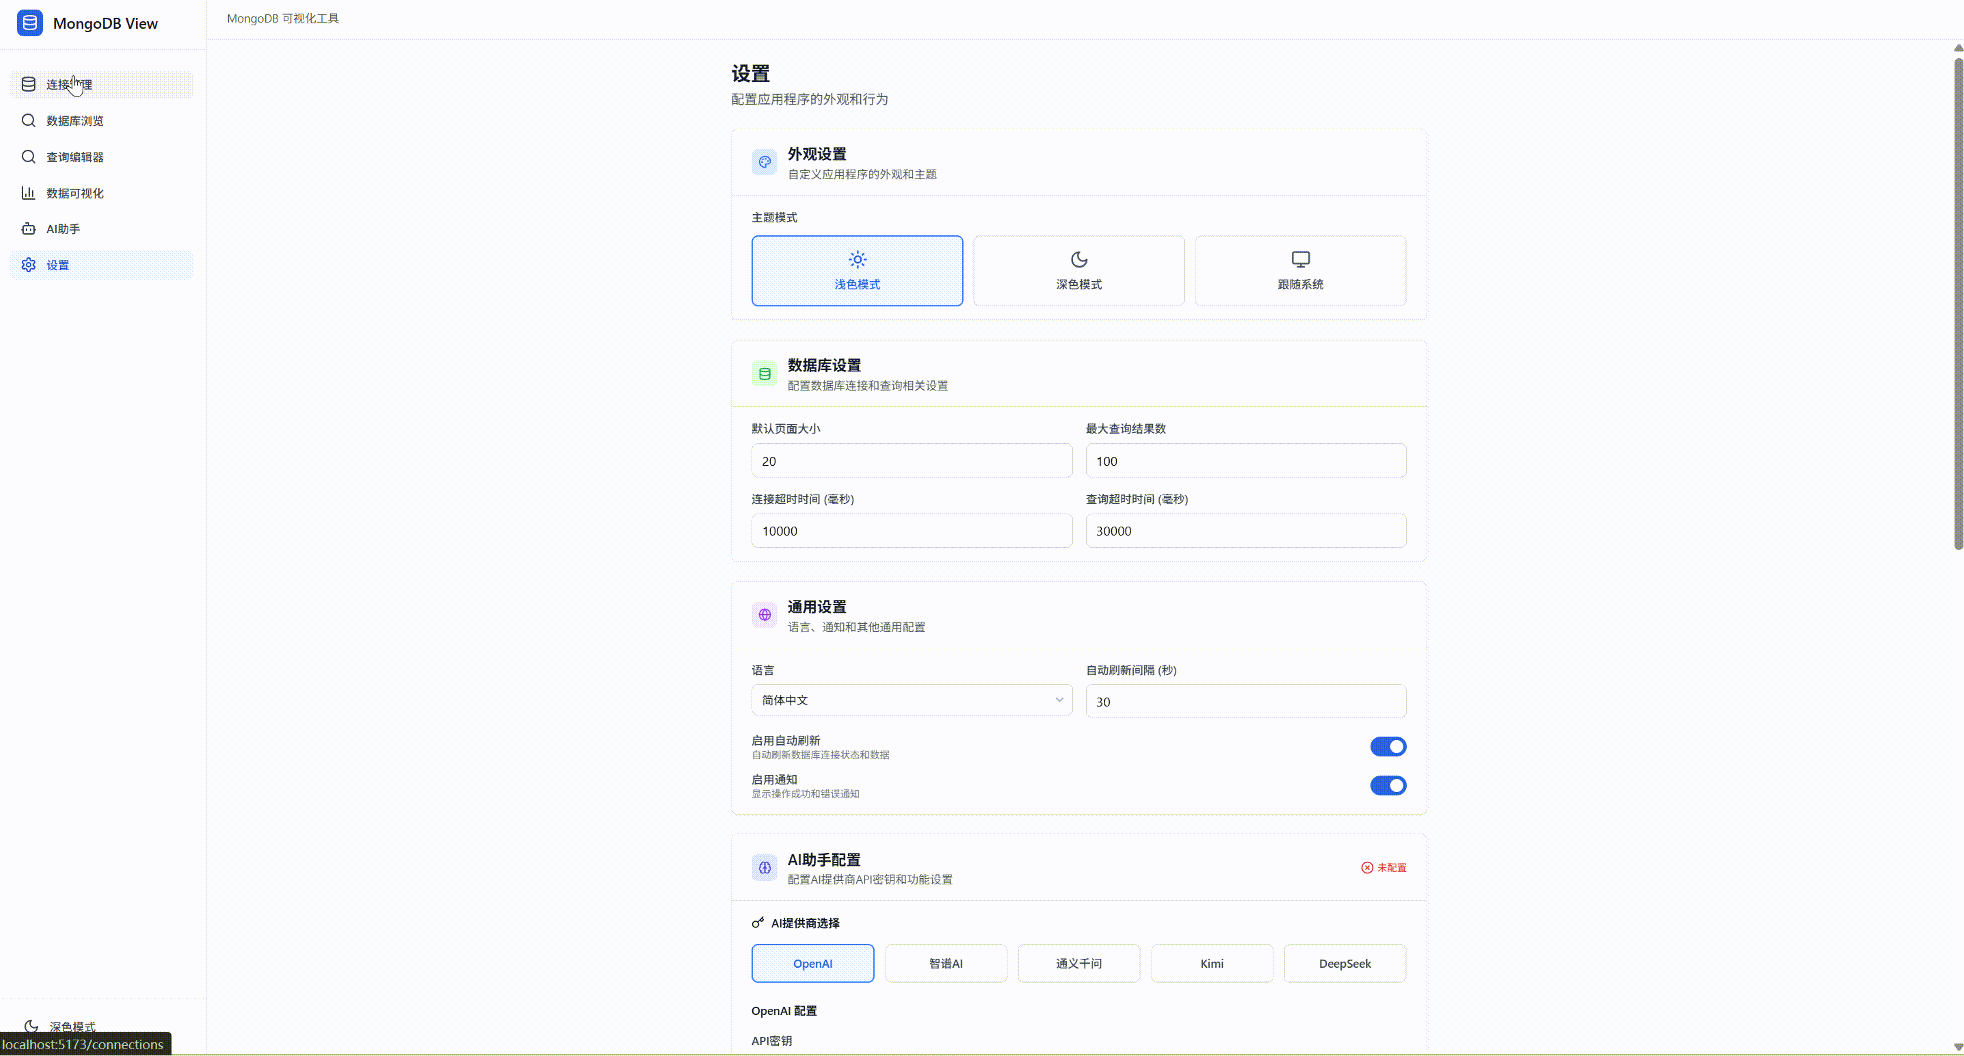 MongoDB View
MongoDB 可视化工具
连接管理
数据库浏览
查询编辑器
数据可视化
AI助手
设置
设置
配置应用程序的外观和行为
外观设置
自定义应用程序的外观和主题
主题模式
浅色模式
深色模式
跟随系统
数据库设置
配置数据库连接和查询相关设置
默认页面大小
最大查询结果数
20
100
连接超时时间 (毫秒)
查询超时时间 (毫秒)
10000
30000
通用设置
语言、通知和其他通用配置
语言
自动刷新间隔 (秒)
简体中文
30
启用自动刷新
自动刷新数据库连接状态和数据
启用通知
显示操作成功和错误通知
AI助手配置
配置AI提供商API密钥和功能设置
未配置
AI提供商选择
OpenAI
智谱AI
通义千问
Kimi
DeepSeek
OpenAI 配置
API密钥
深色模式
localhost:5173/connections